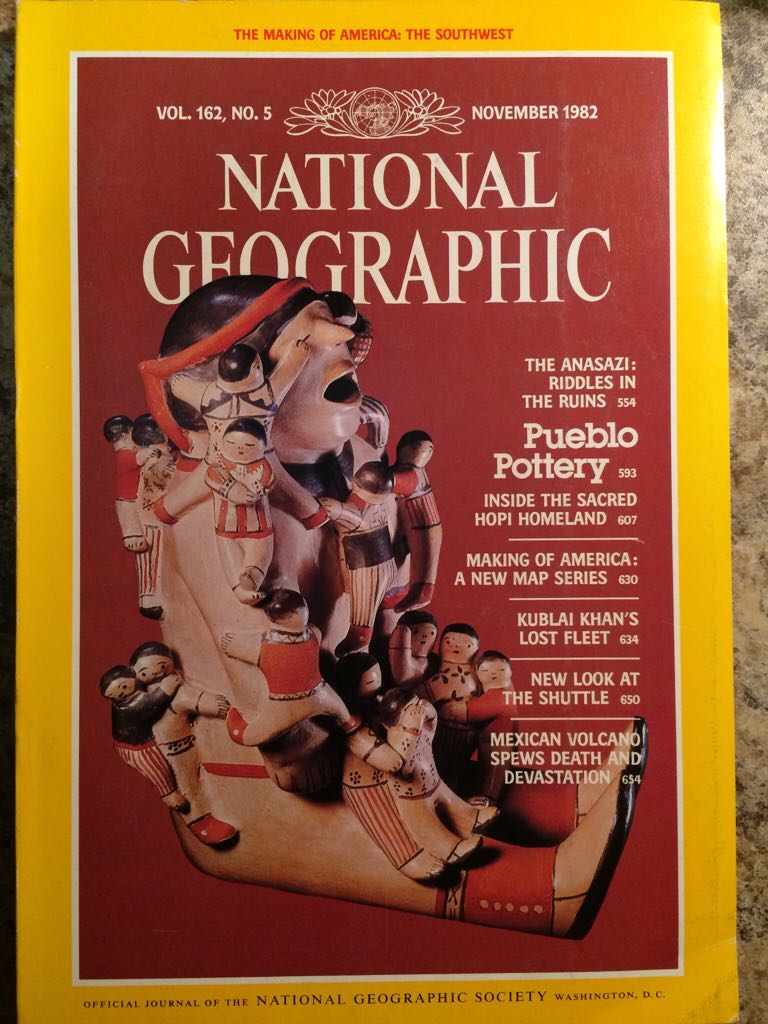 THE MAKING OF AMERICA: THE SOUTHWEST
VOL. 162, NO. 5 NOVEMBER 1982
NATIONAL
GEOGRAPHIC
THE ANASAZI:
RIDDLES IN
THE RUINS 554
Pueblo
Pottery 593
INSIDE THE SACRED
HOPI HOMELAND 607
MAKING OF AMERICA:
A NEW MAP SERIES 630
KUBLAI KHAN'S
LOST FLEET 634
NEW LOOK AT
THE SHUTTLE 650
MEXICAN VOLCANO
SPEWS DEATH AND
DEVASTATION 654
OFFICIAL JOURNAL OF THE NATIONAL GEOGRAPHIC SOCIETY WASHINGTON, D.C.